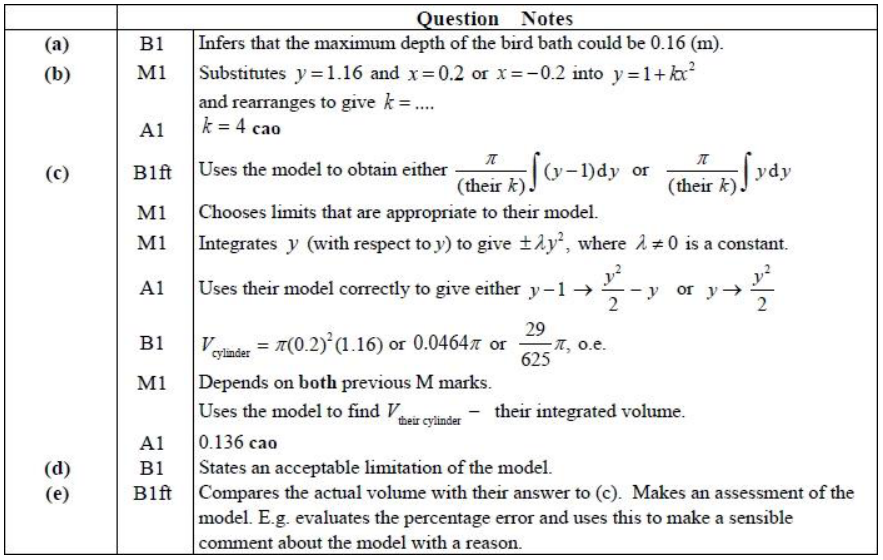 Question Notes
(a) B1 Infers that the maximum depth of the bird bath could be 0.16 (m).
(b) M1 Substitutes y = 1.16 and x = 0.2 or x = −0.2 into y = 1 + kx²
and rearranges to give k = ....
A1 k = 4 cao
(c) B1ft Uses the model to obtain either π/(their k) ∫ (y − 1)dy or π/(their k) ∫ y dy
M1 Chooses limits that are appropriate to their model.
M1 Integrates y (with respect to y) to give ±λy², where λ ≠ 0 is a constant.
A1 Uses their model correctly to give either y − 1 → y²/2 − y or y → y²/2
B1 V_cylinder = π(0.2)²(1.16) or 0.0464π or 29/625 π, o.e.
M1 Depends on both previous M marks.
Uses the model to find V_their cylinder − their integrated volume.
A1 0.136 cao
(d) B1 States an acceptable limitation of the model.
(e) B1ft Compares the actual volume with their answer to (c). Makes an assessment of the
model. E.g. evaluates the percentage error and uses this to make a sensible
comment about the model with a reason.